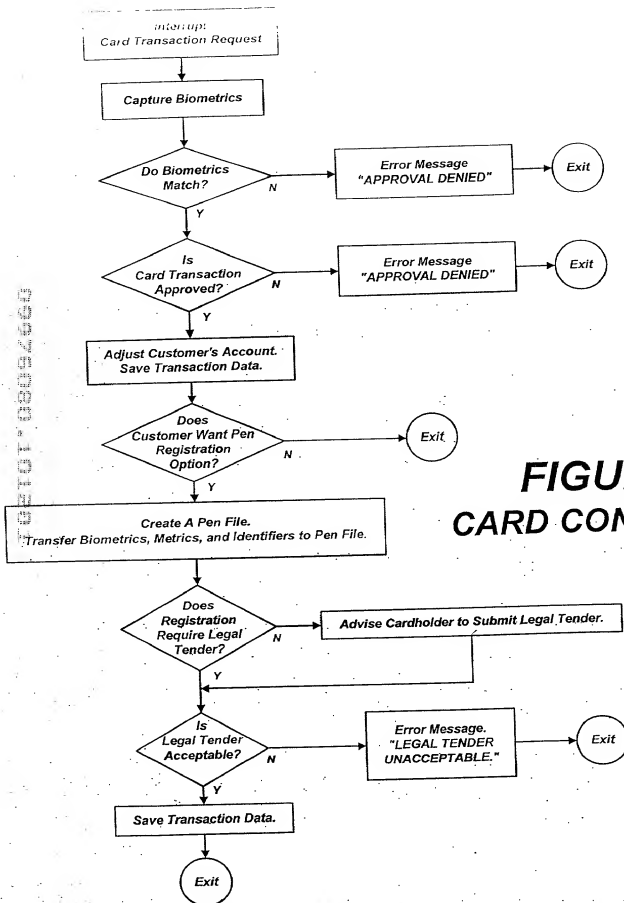 Interrupt
Card Transaction Request
Capture Biometrics
Do Biometrics
Match?
N
Error Message
"APPROVAL DENIED"
Exit
Y
Is
Card Transaction
Approved?
N
Error Message
"APPROVAL DENIED"
Exit
Y
Adjust Customer's Account.
Save Transaction Data.
Does
Customer Want Pen
Registration
Option?
N
Exit
Y
FIGU
CARD CON
Create A Pen File.
Transfer Biometrics, Metrics, and Identifiers to Pen File.
Does
Registration
Require Legal
Tender?
N
Advise Cardholder to Submit Legal Tender.
Y
Is
Legal Tender
Acceptable?
N
Error Message.
"LEGAL TENDER
UNACCEPTABLE."
Exit
Y
Save Transaction Data.
Exit